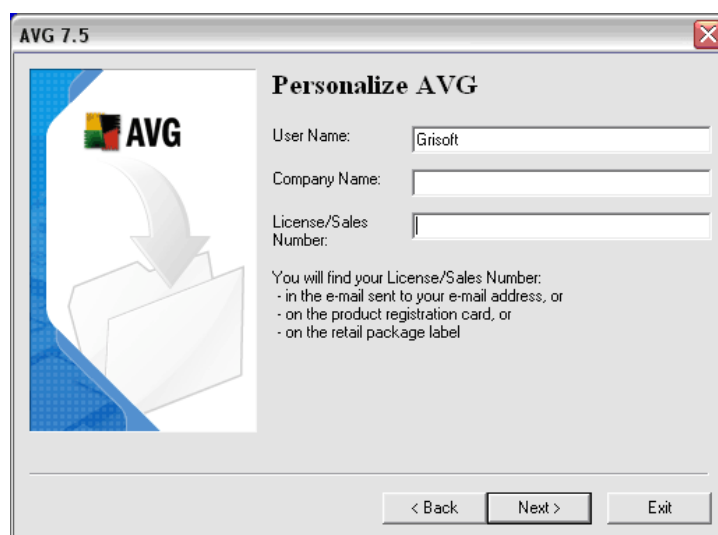 AVG 7.5
AVG
Personalize AVG
User Name:
Grisoft
Company Name:
License/Sales
Number:
You will find your License/Sales Number:
- in the e-mail sent to your e-mail address, or
- on the product registration card, or
- on the retail package label
< Back
Next >
Exit